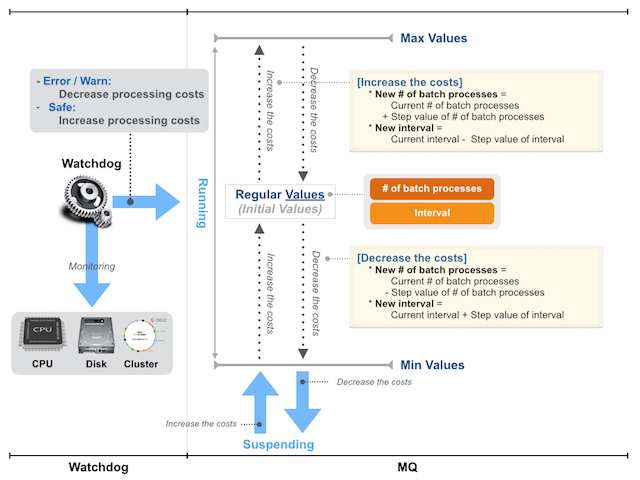 Max Values
- Error / Warn:
Decrease processing costs
- Safe:
Increase processing costs
Increase the costs
Decrease the costs
[Increase the costs]
* New # of batch processes =
Current # of batch processes
+ Step value of # of batch processes
* New interval =
Current interval - Step value of interval
Watchdog
Running
Regular Values
(Initial Values)
# of batch processes
Interval
Monitoring
Increase the costs
Decrease the costs
[Decrease the costs]
* New # of batch processes =
Current # of batch processes
- Step value of # of batch processes
* New interval =
Current interval + Step value of interval
CPU
CPU
Disk
Cluster
Min Values
Decrease the costs
Increase the costs
Suspending
Watchdog
MQ